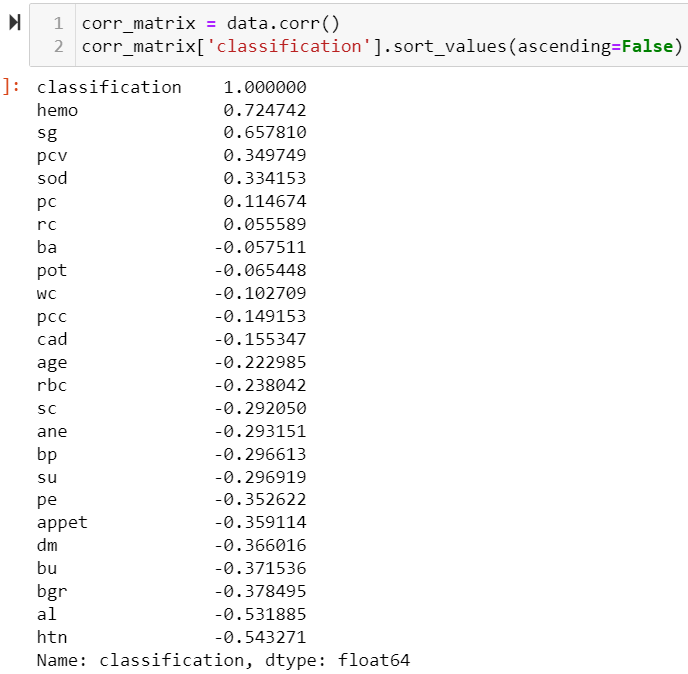 1 corr_matrix = data.corr()
2 corr_matrix['classification'].sort_values(ascending=False)
]: classification 1.000000
hemo 0.724742
sg 0.657810
pcv 0.349749
sod 0.334153
pc 0.114674
rc 0.055589
ba -0.057511
pot -0.065448
wc -0.102709
pcc -0.149153
cad -0.155347
age -0.222985
rbc -0.238042
sc -0.292050
ane -0.293151
bp -0.296613
su -0.296919
pe -0.352622
appet -0.359114
dm -0.366016
bu -0.371536
bgr -0.378495
al -0.531885
htn -0.543271
Name: classification, dtype: float64